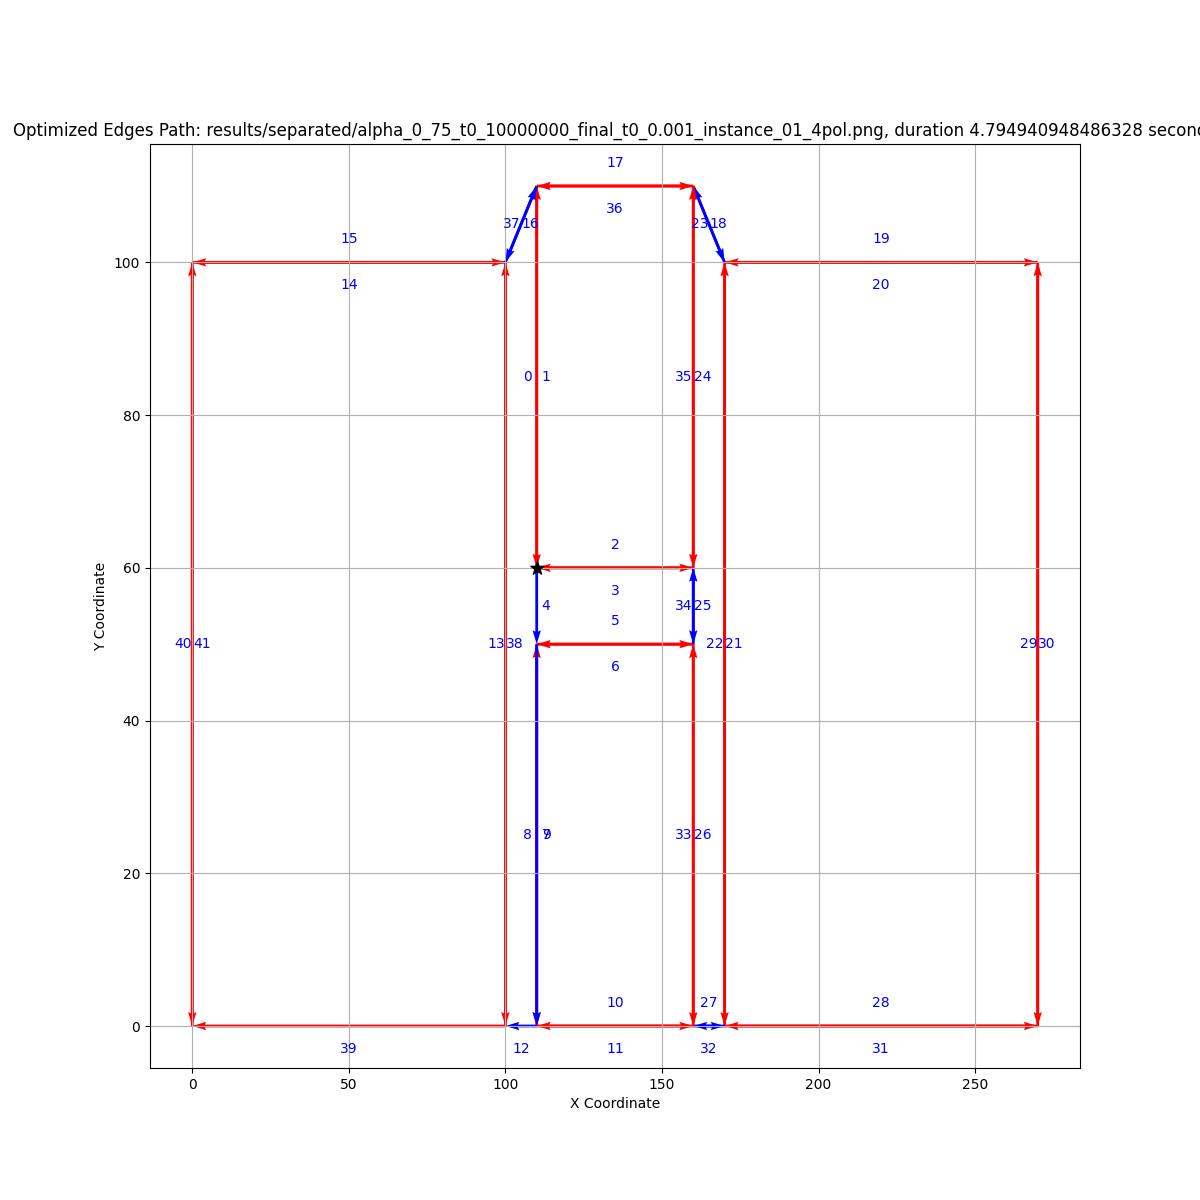 Optimized Edges Path: results/separated/alpha_0_75_t0_10000000_final_t0_0.001_instance_01_4pol.png, duration 4.794940948486328
17
37 16 36 23 18
15 19
14 20
100
0 1 35 24
80
2
60
3
4 34 25
5
40 41 13 38 22 21 29 30
6
Y Coordinate
40
8 9 33 26
20
10 27 28
0
39 12 11 32 31
0 50 100 150 200 250
X Coordinate